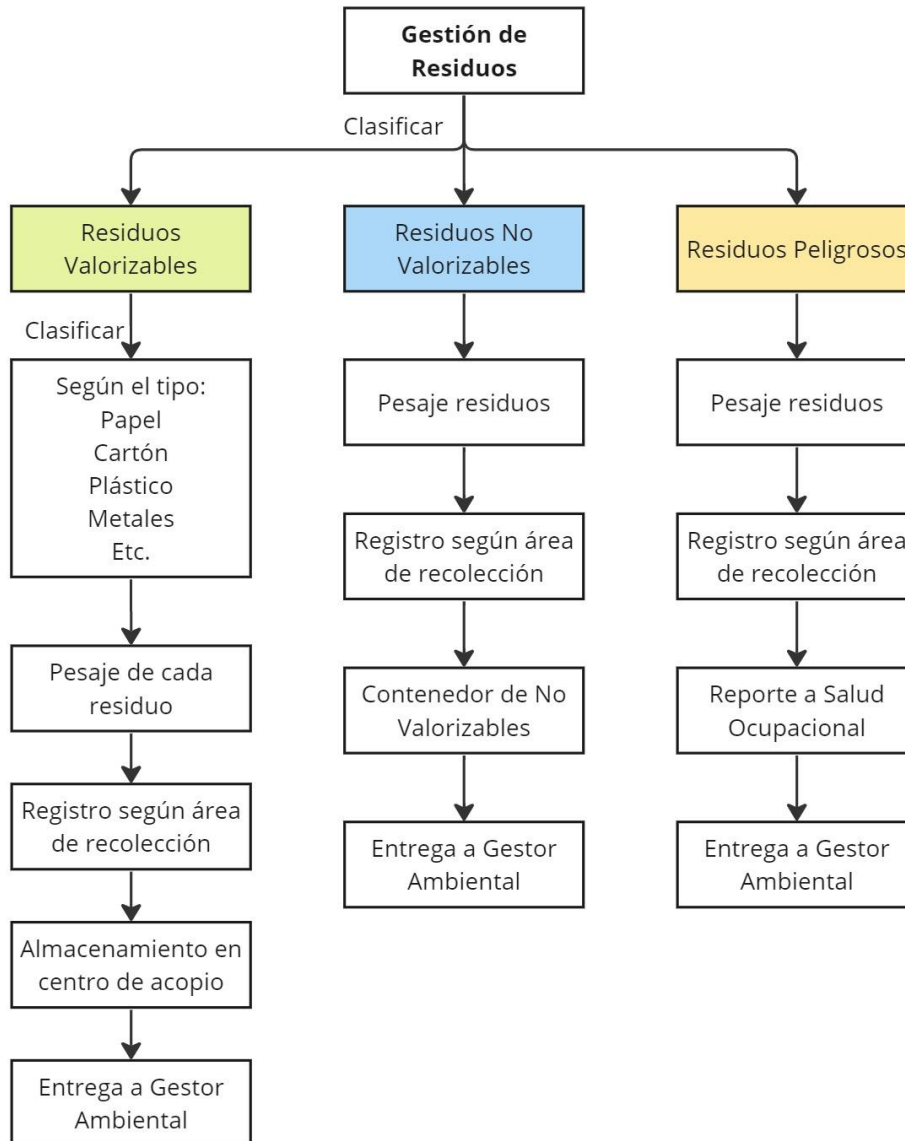 Gestión de
Residuos
Clasificar
Residuos
Valorizables
Clasificar
Según el tipo:
Papel
Cartón
Plástico
Metales
Etc.
Pesaje de cada
residuo
Registro según área
de recolección
Almacenamiento en
centro de acopio
Entrega a Gestor
Ambiental
Residuos No
Valorizables
Pesaje residuos
Registro según área
de recolección
Contenedor de No
Valorizables
Entrega a Gestor
Ambiental
Residuos Peligrosos
Pesaje residuos
Registro según área
de recolección
Reporte a Salud
Ocupacional
Entrega a Gestor
Ambiental